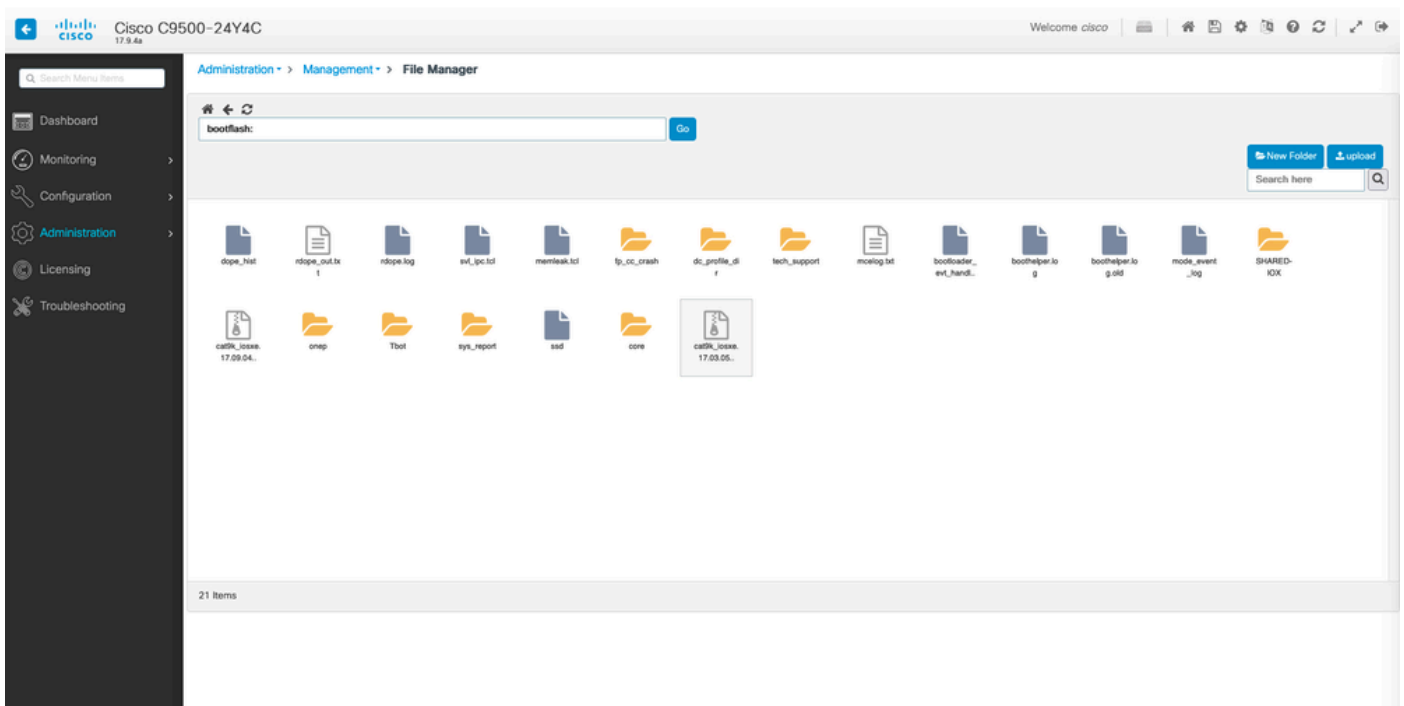 CISCO
Cisco C9500-24Y4C
17.9.4a
Welcome cisco
Search Menu Items
Dashboard
Monitoring
Configuration
Administration
Licensing
Troubleshooting
Administration > Management > File Manager
bootflash:
Go
New Folder
upload
Search here
dope_hist
rdope_out.tx
t
rdope.log
svl_ipc.tcl
memleak.tcl
fp_cc_crash
dc_profile_di
r
tech_support
mcelog.txt
bootloader_
evt_handl..
boothelper.lo
g
boothelper.lo
g.old
mode_event
_log
SHARED-
IOX
cat9k_iosxe.
17.09.04..
onep
Tbot
sys_report
ssd
core
cat9k_iosxe.
17.03.05..
21 Items